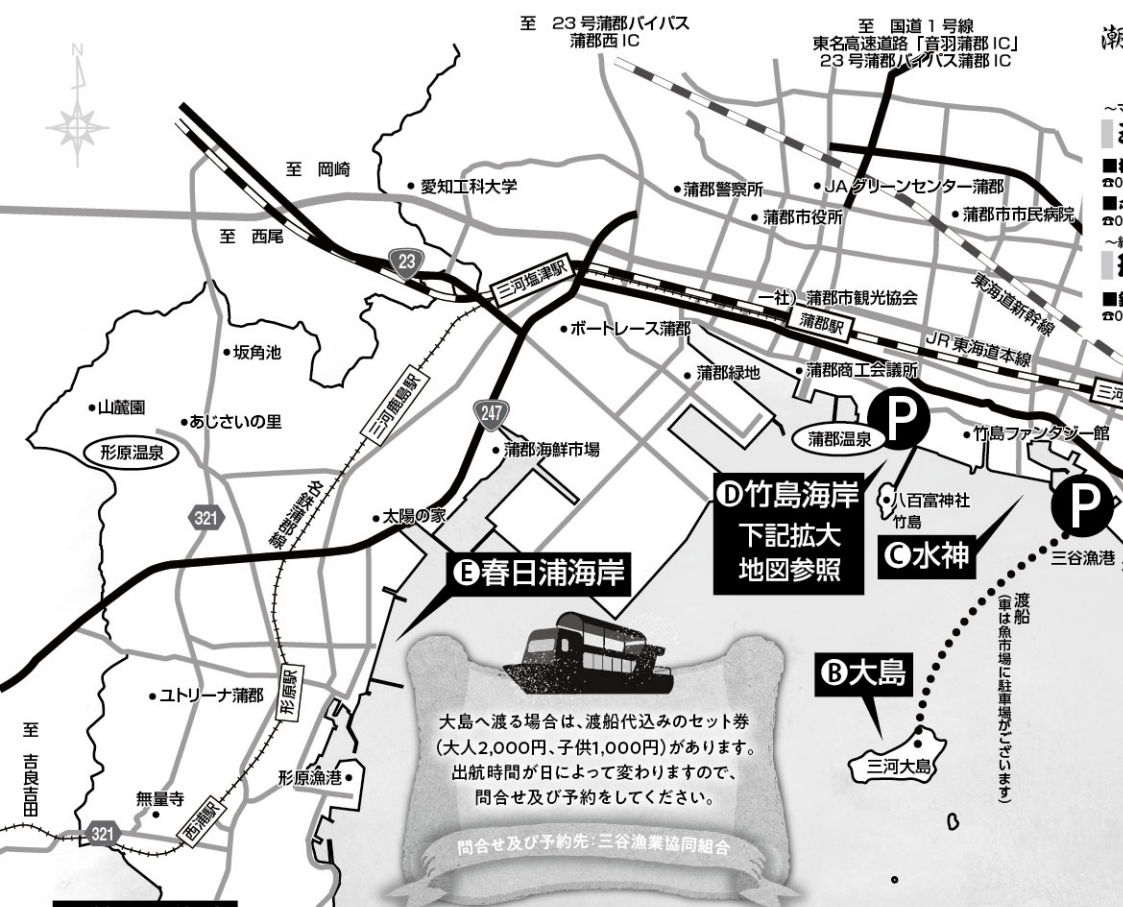 至 23号蒲郡バイパス
蒲郡西IC
至 国道1号線
東名高速道路「音羽蒲郡IC」
23号蒲郡バイパス蒲郡IC
潮
N
至 岡崎
・愛知工科大学
・蒲郡警察所
・JAグリーンセンター蒲郡
・蒲郡市役所
・蒲郡市市民病院
至 西尾
23
三河塩津駅
東海道新幹線
一社）蒲郡市観光協会
蒲郡駅
・ボートレース蒲郡
JR東海道本線
・坂角池
・蒲郡緑地
・蒲郡商工会議所
三河
三河鹿島駅
・山麓園
・あじさいの里
247
形原温泉
蒲郡温泉
P
・竹島ファンタジー館
・蒲郡海鮮市場
名鉄蒲郡線
321
・太陽の家
D竹島海岸
下記拡大
地図参照
・八百富神社
竹島
P
C水神
三谷漁港
E春日浦海岸
渡船
（車は魚市場に駐車場がございます）
B大島
形原駅
・ユトリーナ蒲郡
大島へ渡る場合は、渡船代込みのセット券
（大人2,000円、子供1,000円）があります。
出航時間が日によって変わりますので、
問合せ及び予約をしてください。
問合せ及び予約先：三谷漁業協同組合
三河大島
至 吉良吉田
形原漁港・
無量寺
西浦駅
321